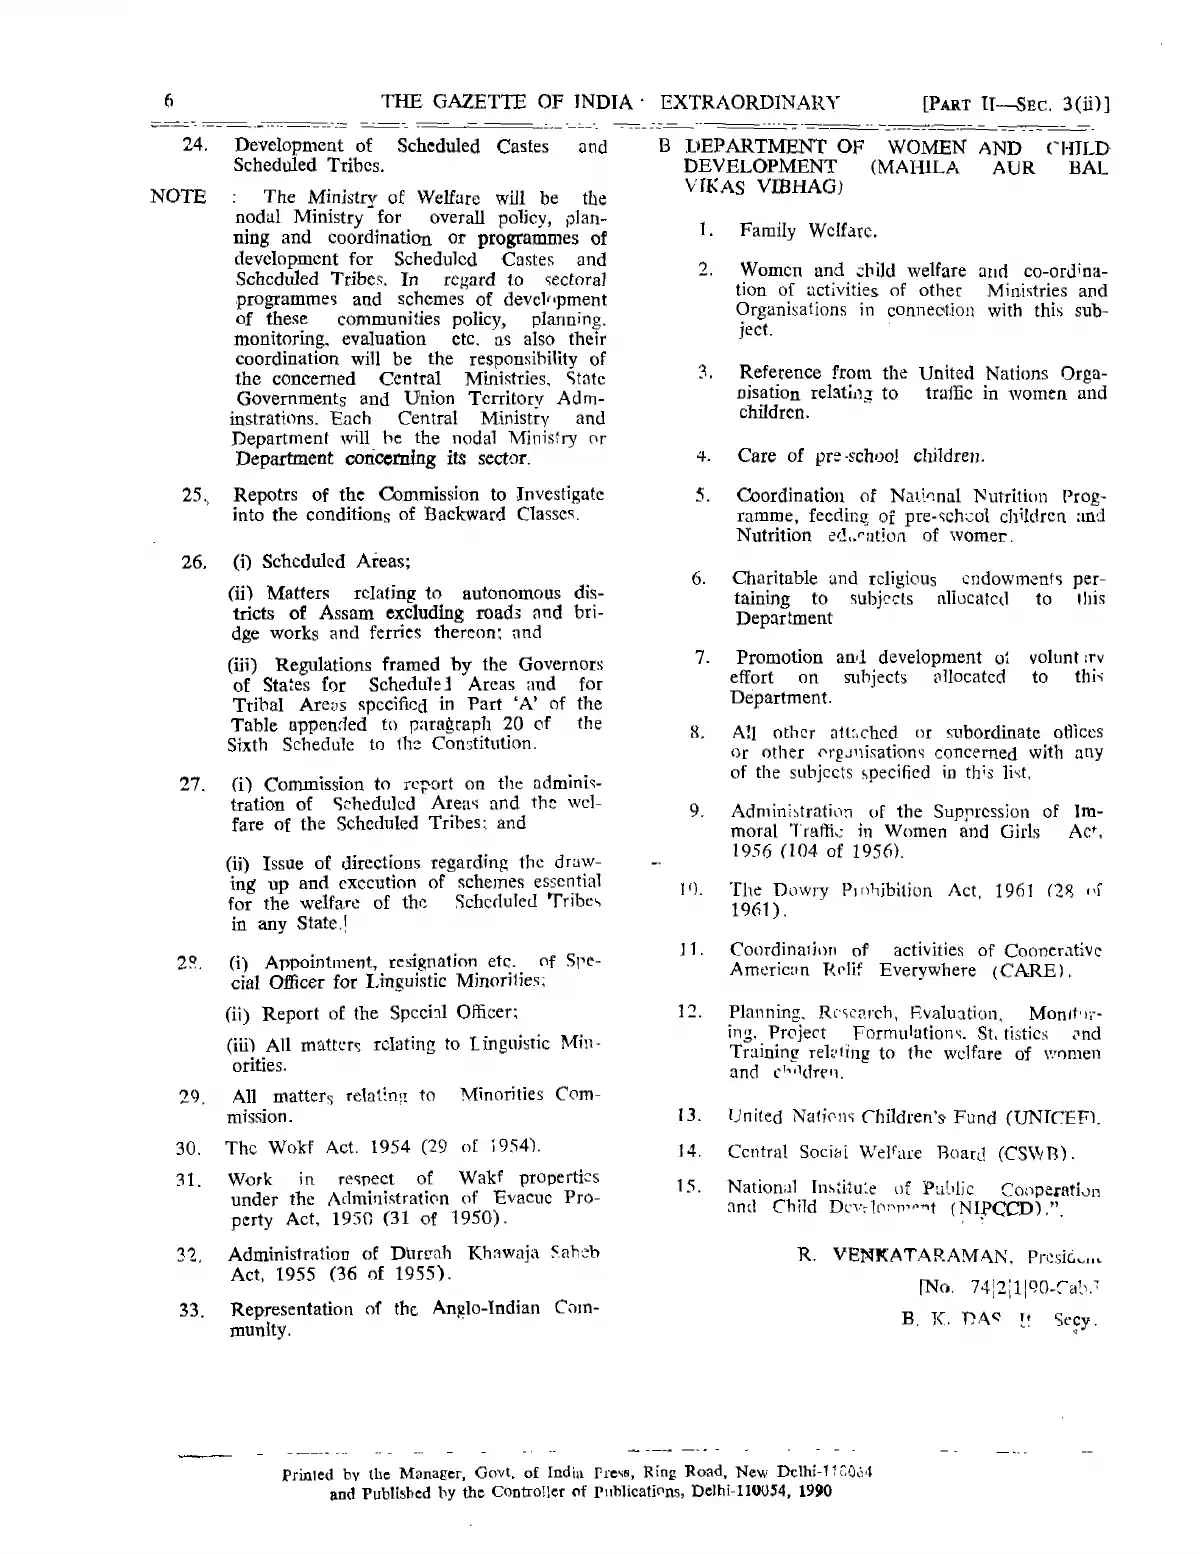 6 THE GAZETTE OF INDIA · EXTRAORDINARY [PART II—SEC. 3(ii)]
24. Development of Scheduled Castes and
Scheduled Tribes.
NOTE : The Ministry of Welfare will be the
nodal Ministry for overall policy, plan-
ning and coordination or programmes of
development for Scheduled Castes and
Scheduled Tribes. In regard to sectoral
programmes and schemes of development
of these communities policy, planning.
monitoring, evaluation etc. as also their
coordination will be the responsibility of
the concerned Central Ministries, State
Governments and Union Territory Adm-
instrations. Each Central Ministry and
Department will be the nodal Ministry or
Department concerning its sector.
25. Repotrs of the Commission to Investigate
into the conditions of Backward Classes.
26. (i) Scheduled Areas;
(ii) Matters relating to autonomous dis-
tricts of Assam excluding roads and bri-
dge works and ferries thereon; and
(iii) Regulations framed by the Governors
of States for Scheduled Areas and for
Tribal Areas specified in Part ‘A’ of the
Table appended to paragraph 20 of the
Sixth Schedule to the Constitution.
27. (i) Commission to report on the adminis-
tration of Scheduled Areas and the wel-
fare of the Scheduled Tribes; and
(ii) Issue of directions regarding the draw-
ing up and execution of schemes essential
for the welfare of the Scheduled Tribes
in any State.
28. (i) Appointment, resignation etc. of Spe-
cial Officer for Linguistic Minorities;
(ii) Report of the Special Officer;
(iii) All matters relating to Linguistic Min-
orities.
29. All matters relating to Minorities Com-
mission.
30. The Wokf Act. 1954 (29 of 1954).
31. Work in respect of Wakf properties
under the Administration of Evacue Pro-
perty Act, 1950 (31 of 1950).
32. Administration of Durgah Khawaja Saheb
Act, 1955 (36 of 1955).
33. Representation of the Anglo-Indian Com-
munity.
B DEPARTMENT OF WOMEN AND CHILD
DEVELOPMENT (MAHILA AUR BAL
VIKAS VIBHAG)
1. Family Welfare.
2. Women and child welfare and co-ordina-
tion of activities of other Ministries and
Organisations in connection with this sub-
ject.
3. Reference from the United Nations Orga-
nisation relating to traffic in women and
children.
4. Care of pre-school children.
5. Coordination of National Nutrition Prog-
ramme, feeding of pre-school children and
Nutrition education of women.
6. Charitable and religious endowments per-
taining to subjects allocated to this
Department
7. Promotion and development of voluntary
effort on subjects allocated to this
Department.
8. All other attached or subordinate offices
or other organisations concerned with any
of the subjects specified in this list.
9. Administration of the Suppression of Im-
moral Traffic in Women and Girls Act,
1956 (104 of 1956).
10. The Dowry Prohibition Act, 1961 (28 of
1961).
11. Coordination of activities of Cooperative
American Relif Everywhere (CARE).
12. Planning, Research, Evaluation, Monitor-
ing, Project Formulations, Statistics and
Training relating to the welfare of women
and children.
13. United Nations Children's Fund (UNICEF).
14. Central Social Welfare Board (CSWB).
15. National Institute of Public Cooperation
and Child Development (NIPCCD).”.
R. VENKATARAMAN, President
[No. 74|2|1|90-Cab.]
B. K. DAS Jt Secy.
Printed by the Manager, Govt. of India Press, Ring Road, New Delhi-110064
and Published by the Controller of Publications, Delhi-110054, 1990